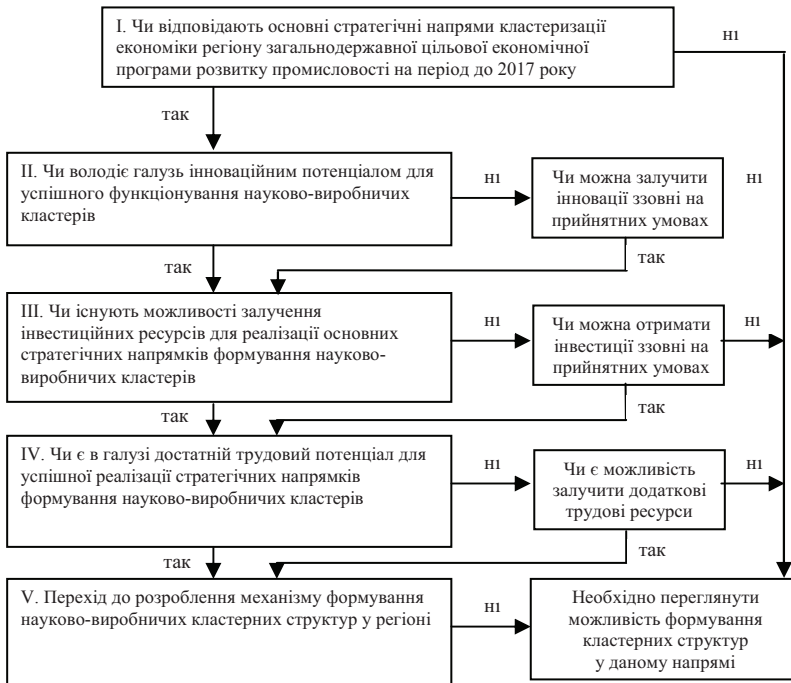 І. Чи відповідають основні стратегічні напрями кластеризації
економіки регіону загальнодержавної цільової економічної
програми розвитку промисловості на період до 2017 року
ні
так
ІІ. Чи володіє галузь інноваційним потенціалом для
успішного функціонування науково-виробничих
кластерів
ні
Чи можна залучити
інновації ззовні на
прийнятних умовах
ні
так
так
ІІІ. Чи існують можливості залучення
інвестиційних ресурсів для реалізації основних
стратегічних напрямків формування науково-
виробничих кластерів
ні
Чи можна отримати
інвестиції ззовні на
прийнятних умовах
ні
так
так
IV. Чи є в галузі достатній трудовий потенціал для
успішної реалізації стратегічних напрямків
формування науково-виробничих кластерів
ні
Чи є можливість
залучити додаткові
трудові ресурси
ні
так
так
V. Перехід до розроблення механізму формування
науково-виробничих кластерних структур у регіоні
ні
Необхідно переглянути
можливість формування
кластерних структур
у даному напрямі